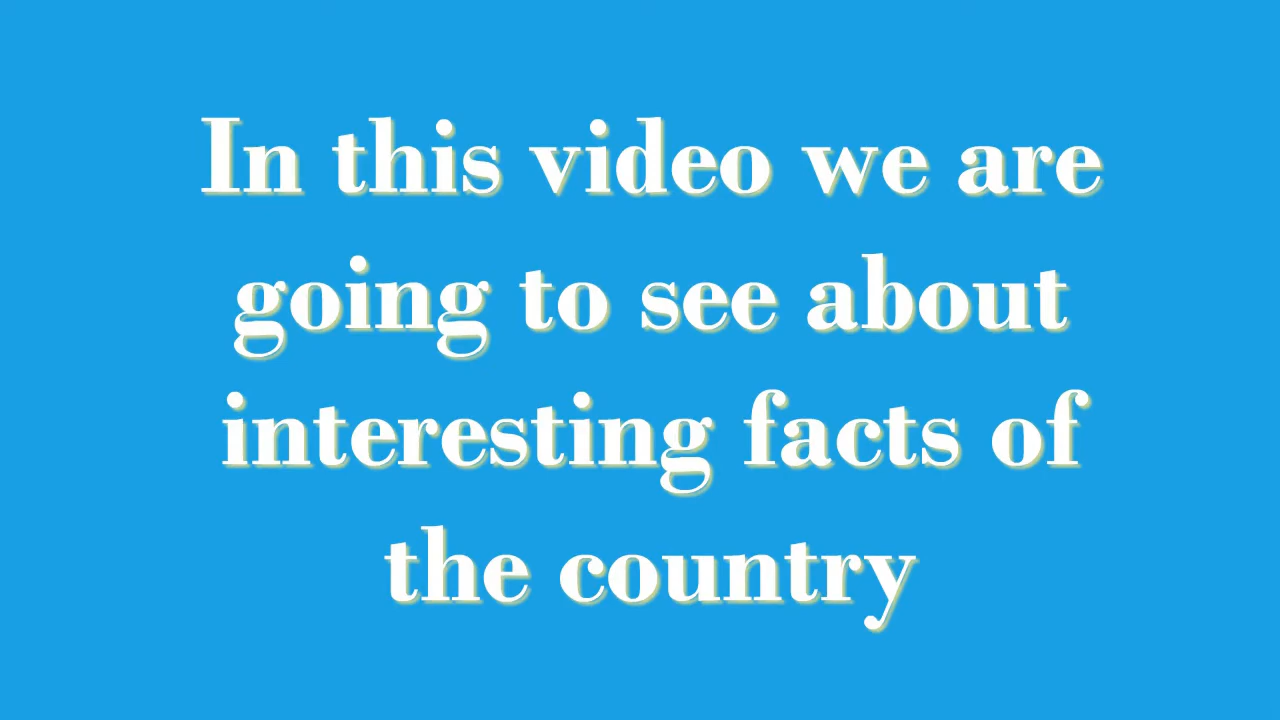 In this video we are
going to see about
interesting facts of
the country